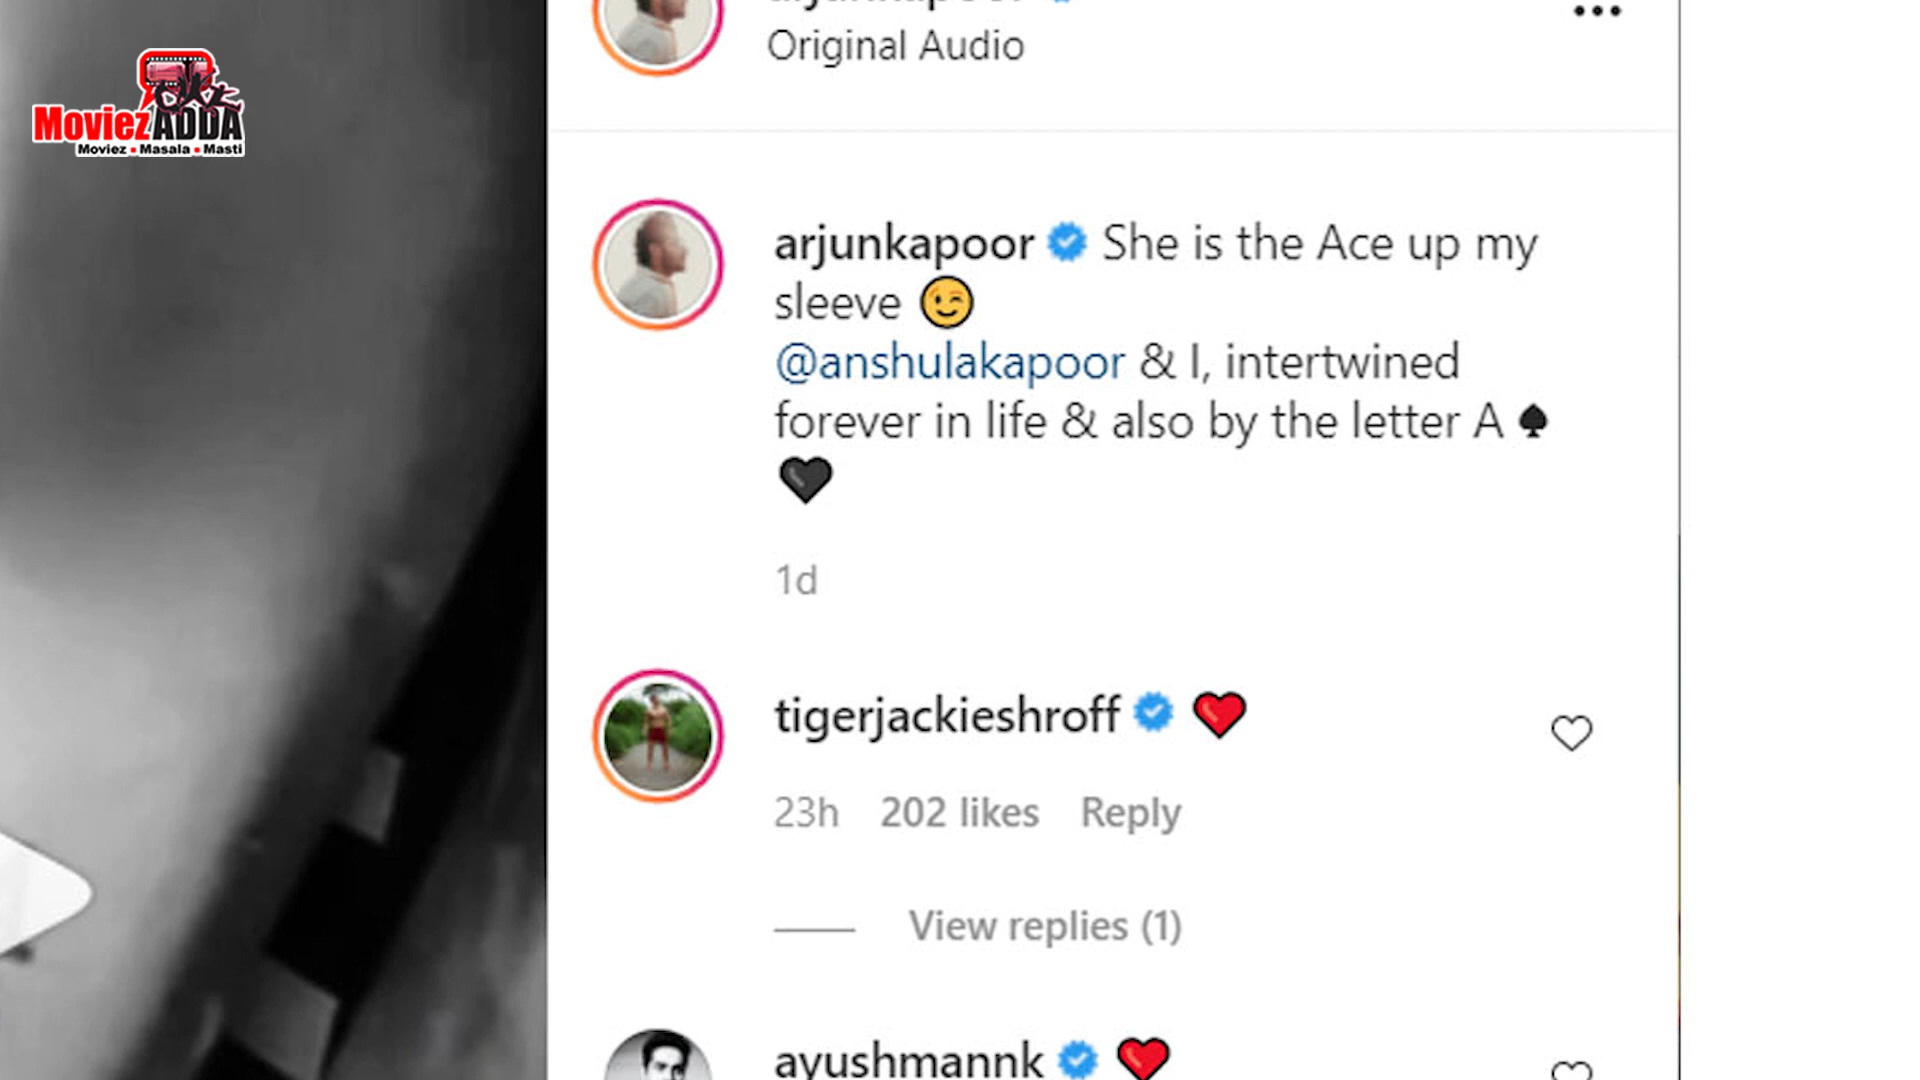 MoviezADDA
Moviez • Masala • Masti
arjunkapoor
Original Audio
arjunkapoor She is the Ace up my
sleeve 😉
@anshulakapoor & I, intertwined
forever in life & also by the letter A ♠
🖤
1d
tigerjackieshroff ❤
23h 202 likes Reply
View replies (1)
ayushmannk ❤